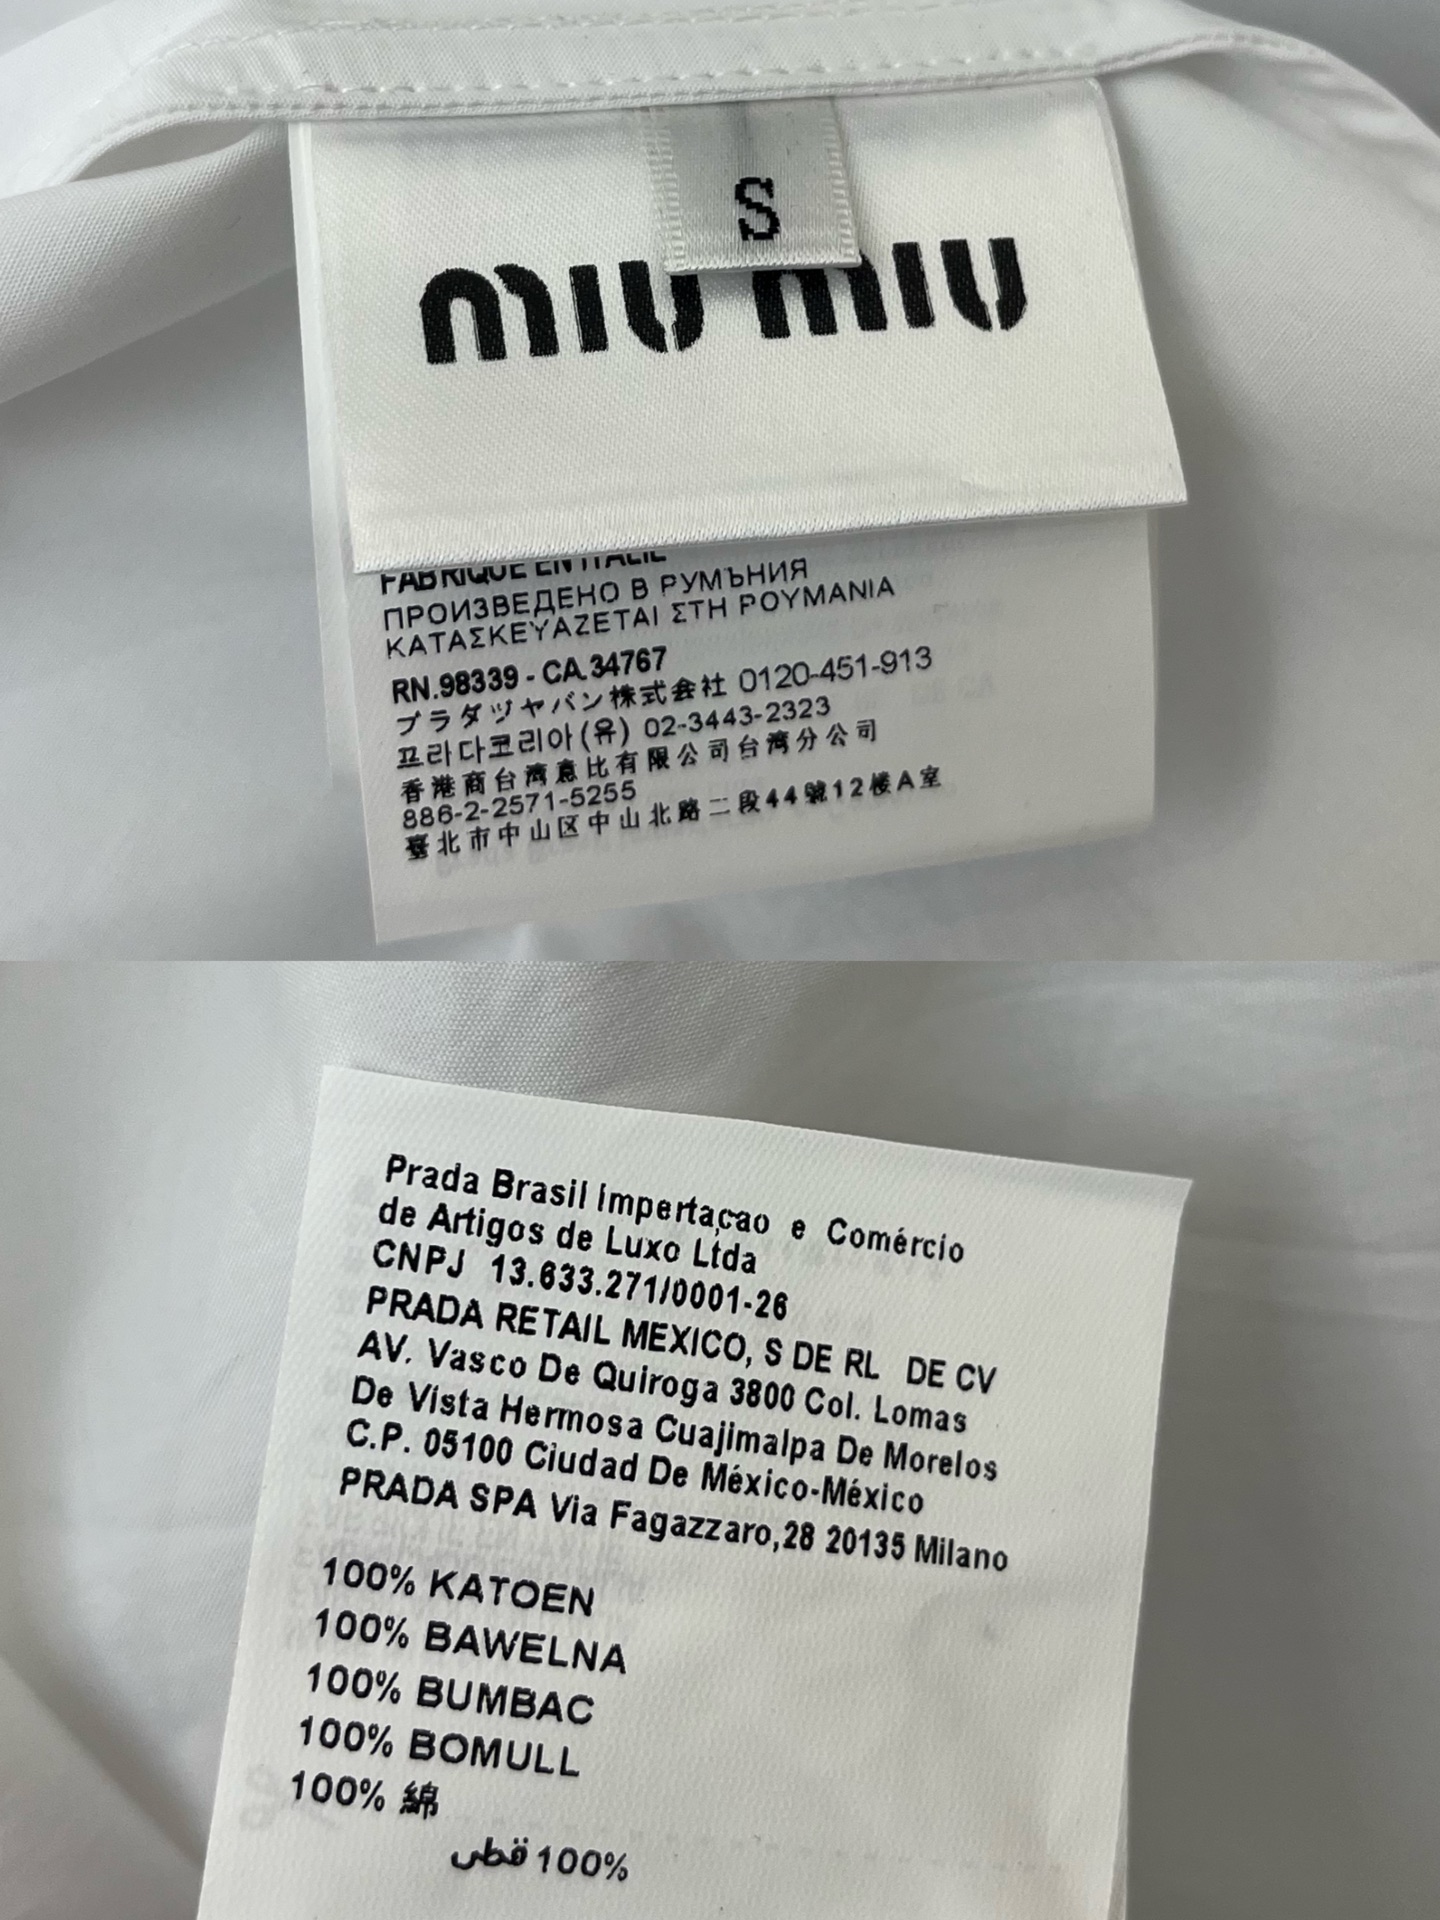 S
miu miu
FABRIQUE EN ITALIE
ПРОИЗВЕДЕНО В РУМЪНИЯ
ΚΑΤΑΣΚΕΥΑΖΕΤΑΙ ΣΤΗ ΡΟΥΜΑΝΙΑ
RN.98339 - CA.34767
プラダツヤパン株式会社 0120-451-913
프라다코리아(유) 02-3443-2323
香港商台湾意比有限公司台湾分公司
886-2-2571-5255
臺北市中山区中山北路二段44號12楼A室
Prada Brasil Impertaçao e Comércio
de Artigos de Luxo Ltda
CNPJ 13.633.271/0001-26
PRADA RETAIL MEXICO, S DE RL DE CV
AV. Vasco De Quiroga 3800 Col. Lomas
De Vista Hermosa Cuajimalpa De Morelos
C.P. 05100 Ciudad De México-México
PRADA SPA Via Fagazzaro,28 20135 Milano
100% KATOEN
100% BAWELNA
100% BUMBAC
100% BOMULL
100% 綿